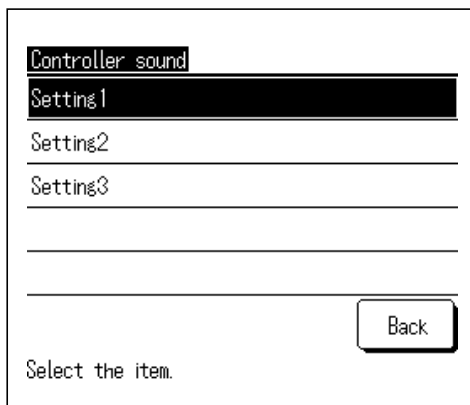 Controller sound
Setting1
Setting2
Setting3
Back
Select the item.